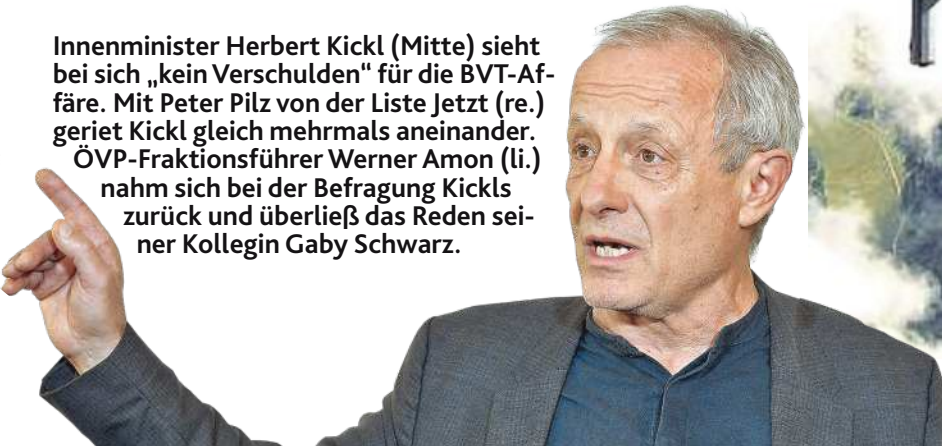 Innenminister Herbert Kickl (Mitte) sieht
bei sich „kein Verschulden“ für die BVT-Af-
färe. Mit Peter Pilz von der Liste Jetzt (re.)
geriet Kickl gleich mehrmals aneinander.
ÖVP-Fraktionsführer Werner Amon (li.)
nahm sich bei der Befragung Kickls
zurück und überließ das Reden sei-
ner Kollegin Gaby Schwarz.